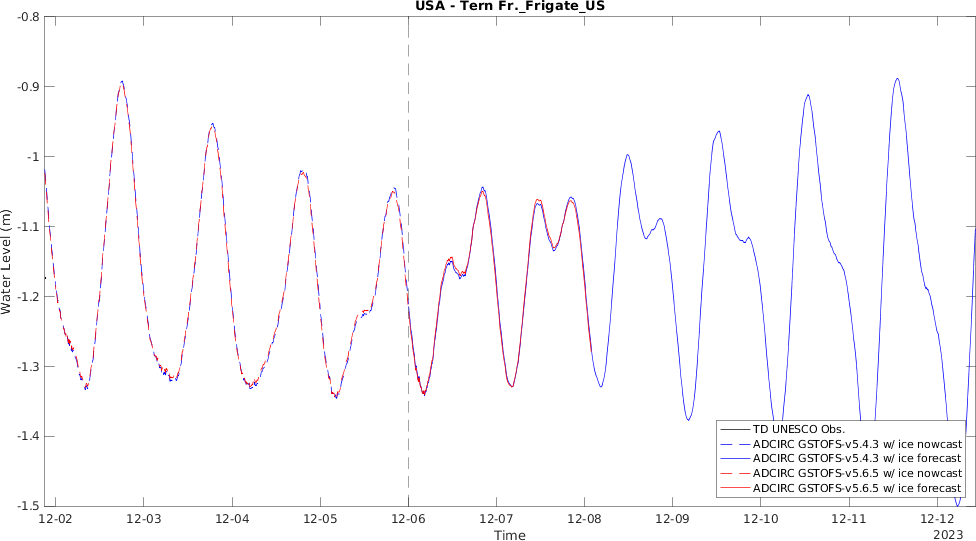 USA - Tern Fr._Frigate_US
-0.8
-0.9
-1
-1.1
-1.2
-1.3
-1.4
-1.5
Water Level (m)
TD UNESCO Obs.
ADCIRC GSTOFS-v5.4.3 w/ ice nowcast
ADCIRC GSTOFS-v5.4.3 w/ ice forecast
ADCIRC GSTOFS-v5.6.5 w/ ice nowcast
ADCIRC GSTOFS-v5.6.5 w/ ice forecast
12-02 12-03 12-04 12-05 12-06 12-07 12-08 12-09 12-10 12-11 12-12
Time
2023